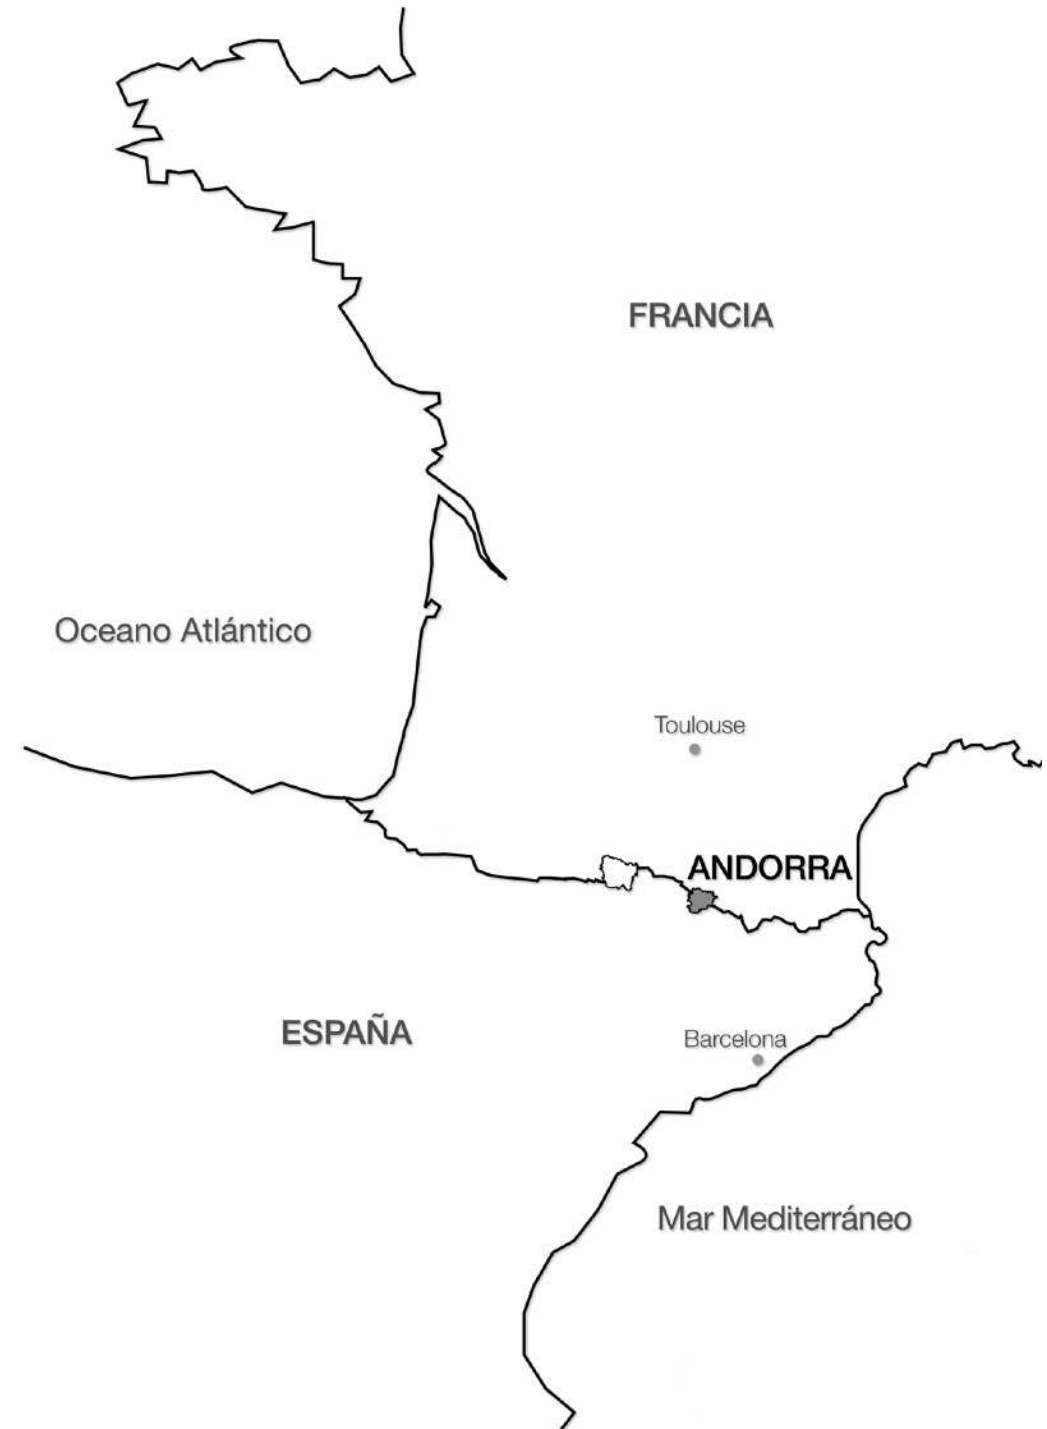 FRANCIA
Oceano Atlántico
Toulouse
ANDORRA
ESPAÑA
Barcelona
Mar Mediterráneo